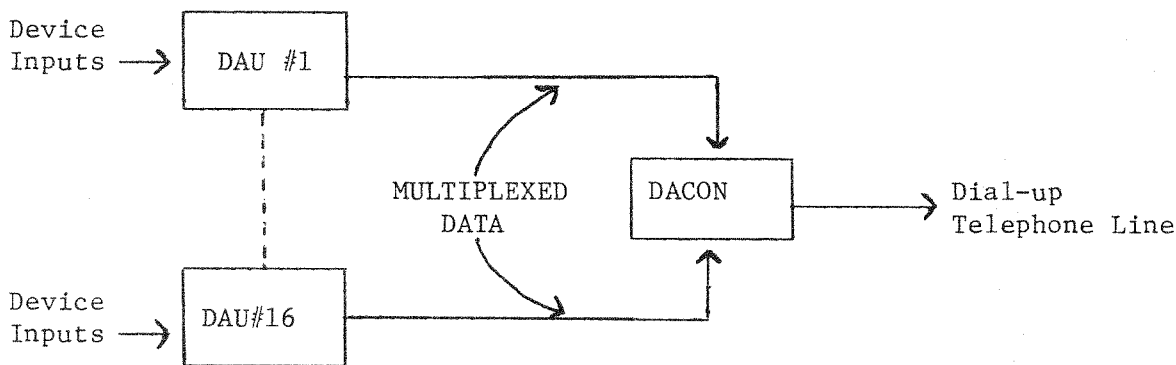 Device
Inputs
DAU #1
MULTIPLEXED
DATA
DACON
Dial-up
Telephone Line
Device
Inputs
DAU#16